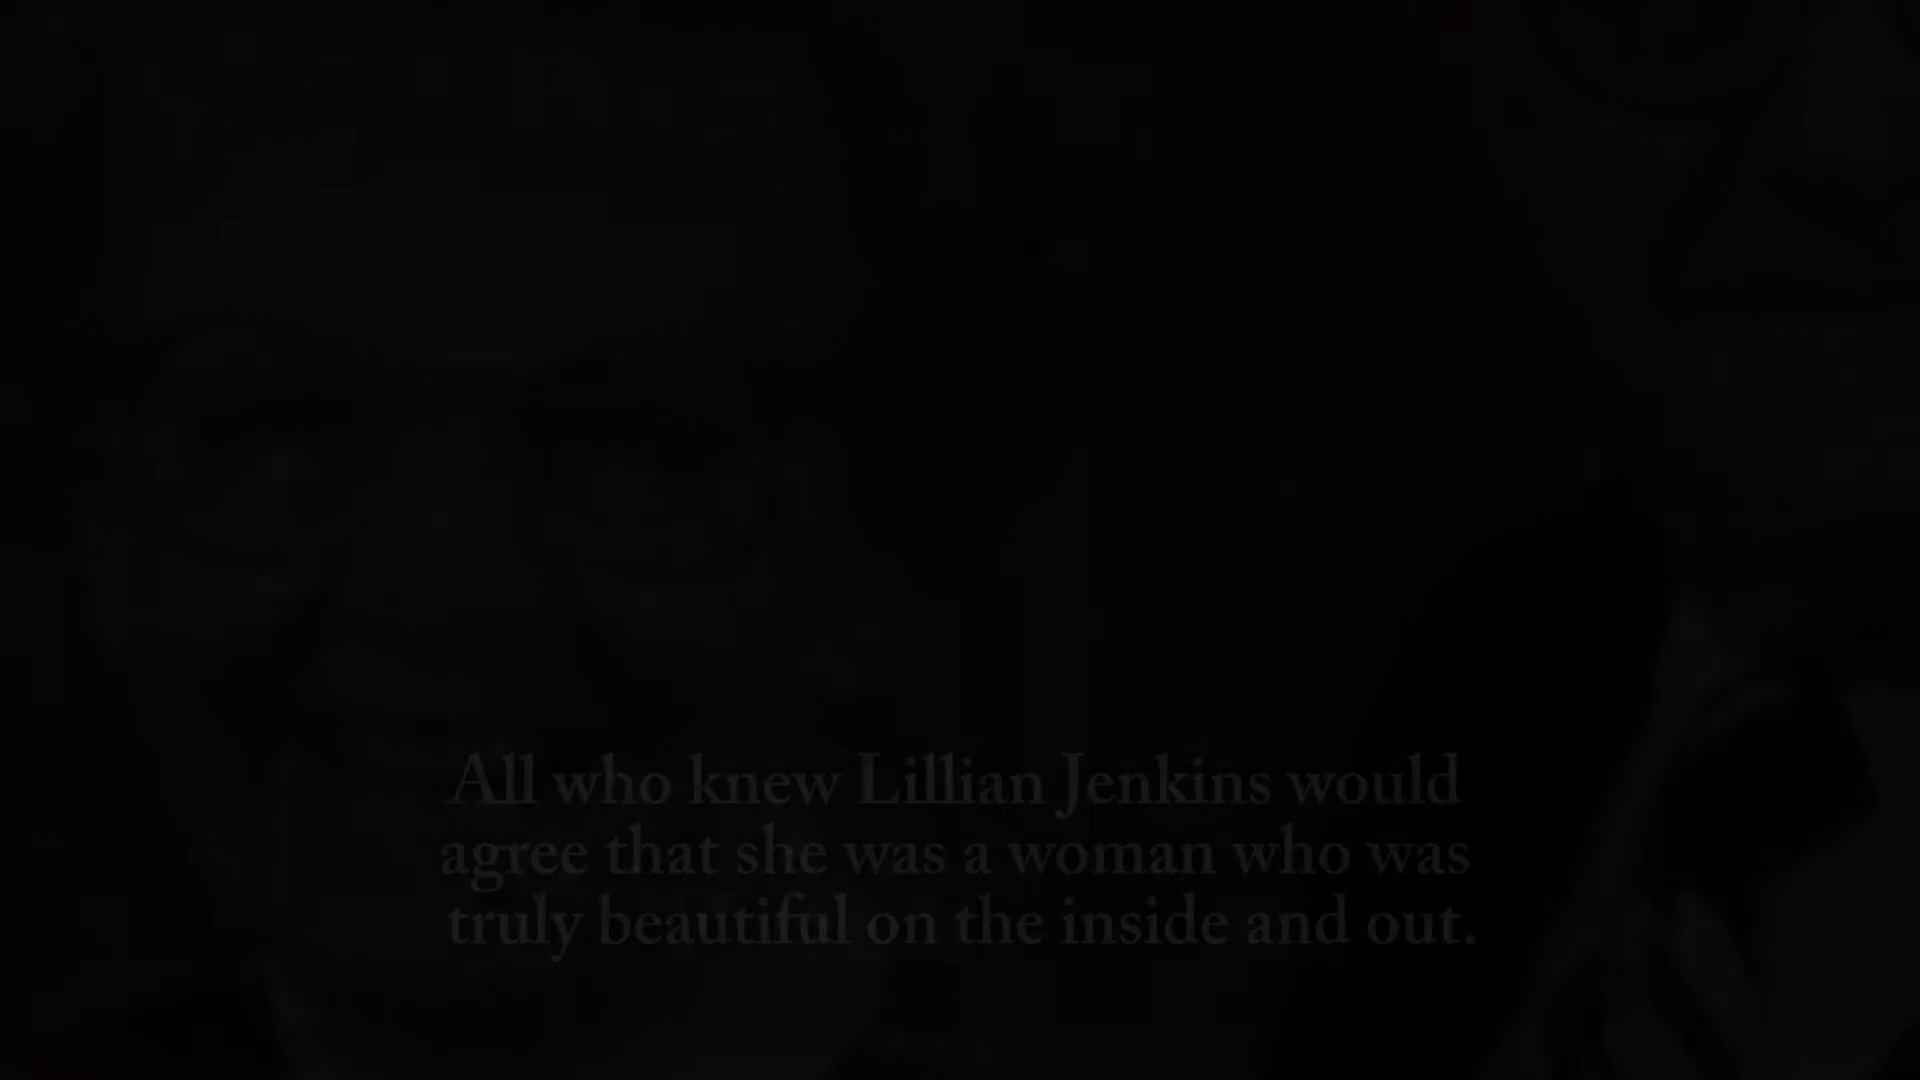 All who knew Lillian Jenkins would
agree that she was a woman who was
truly beautiful on the inside and out.